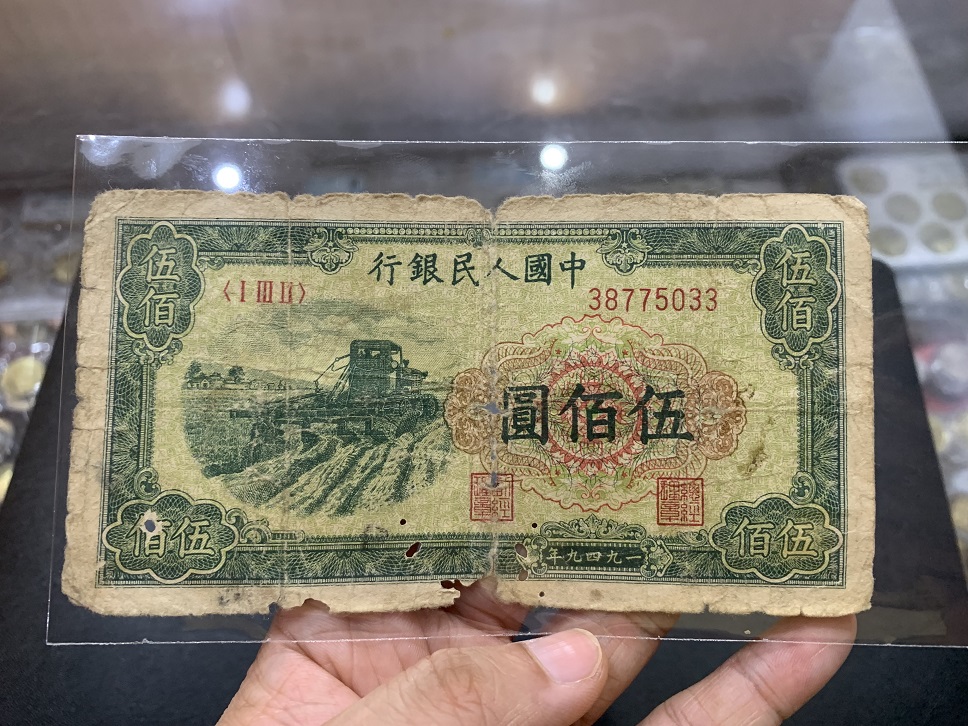 中國人民銀行
伍佰
伍佰
〈I III II〉
38775033
伍佰圓
伍佰
伍佰
一九四九年